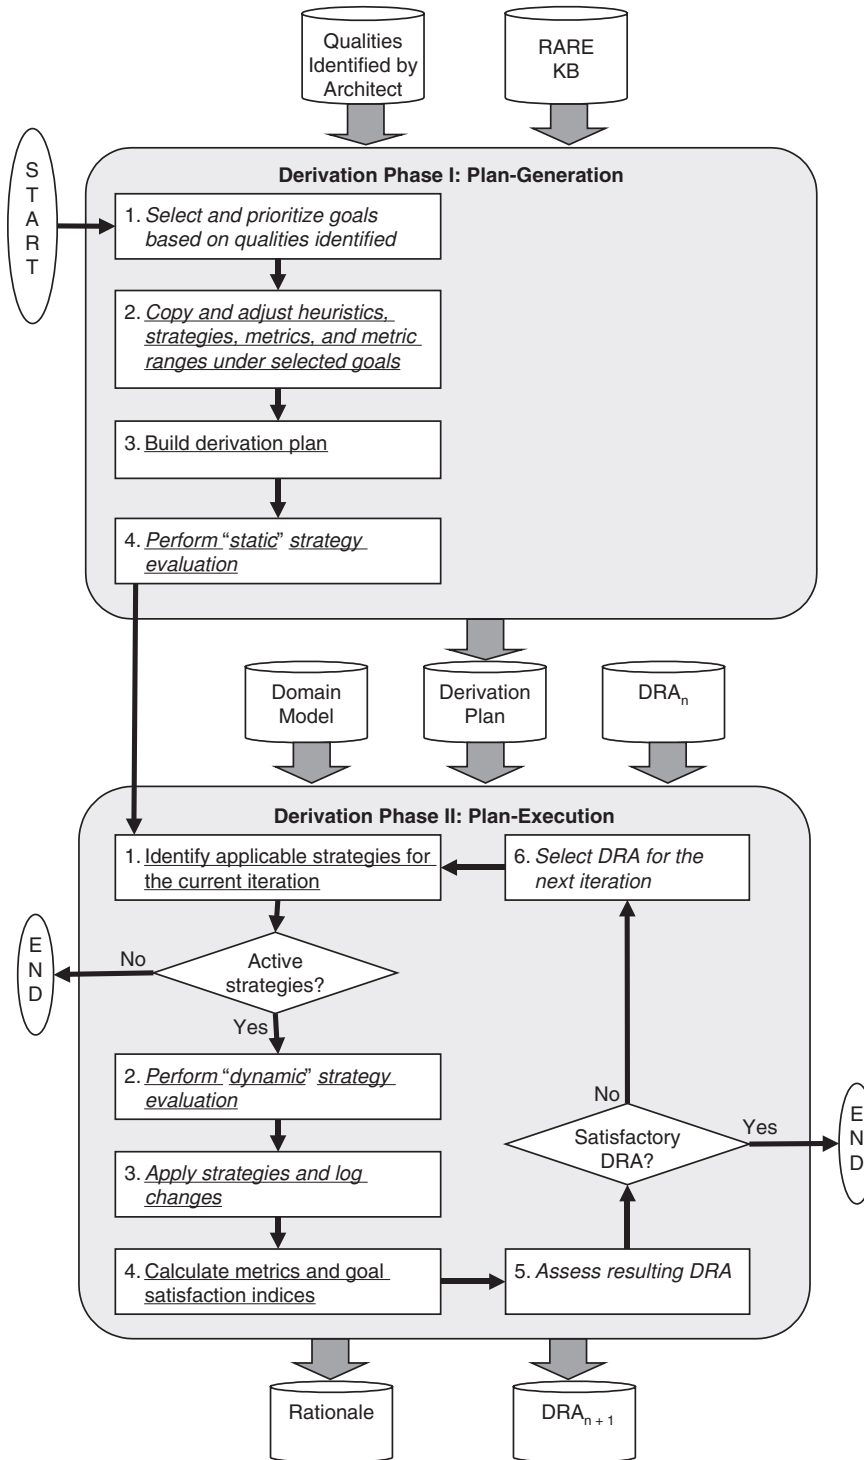 Qualities
Identified by
Architect
RARE
KB
S
T
A
R
T
Derivation Phase I: Plan-Generation
1. Select and prioritize goals
based on qualities identified
2. Copy and adjust heuristics,
strategies, metrics, and metric
ranges under selected goals
3. Build derivation plan
4. Perform "static" strategy
evaluation
Domain
Model
Derivation
Plan
DRAn
Derivation Phase II: Plan-Execution
1. Identify applicable strategies for
the current iteration
6. Select DRA for the
next iteration
E
N
D
No
Active
strategies?
Yes
2. Perform "dynamic" strategy
evaluation
No
Satisfactory
DRA?
Yes
E
N
D
3. Apply strategies and log
changes
4. Calculate metrics and goal
satisfaction indices
5. Assess resulting DRA
Rationale
DRAn + 1